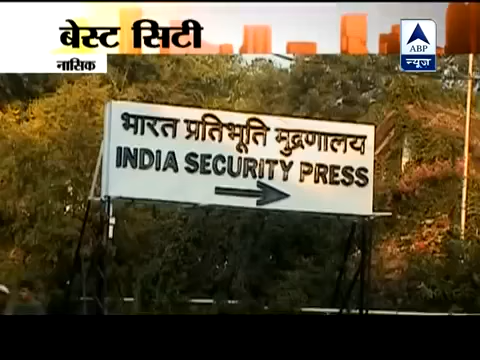 बेस्ट सिटी
नासिक
ABP
न्यूज़
भारत प्रतिभूति मुद्रणालय
INDIA SECURITY PRESS